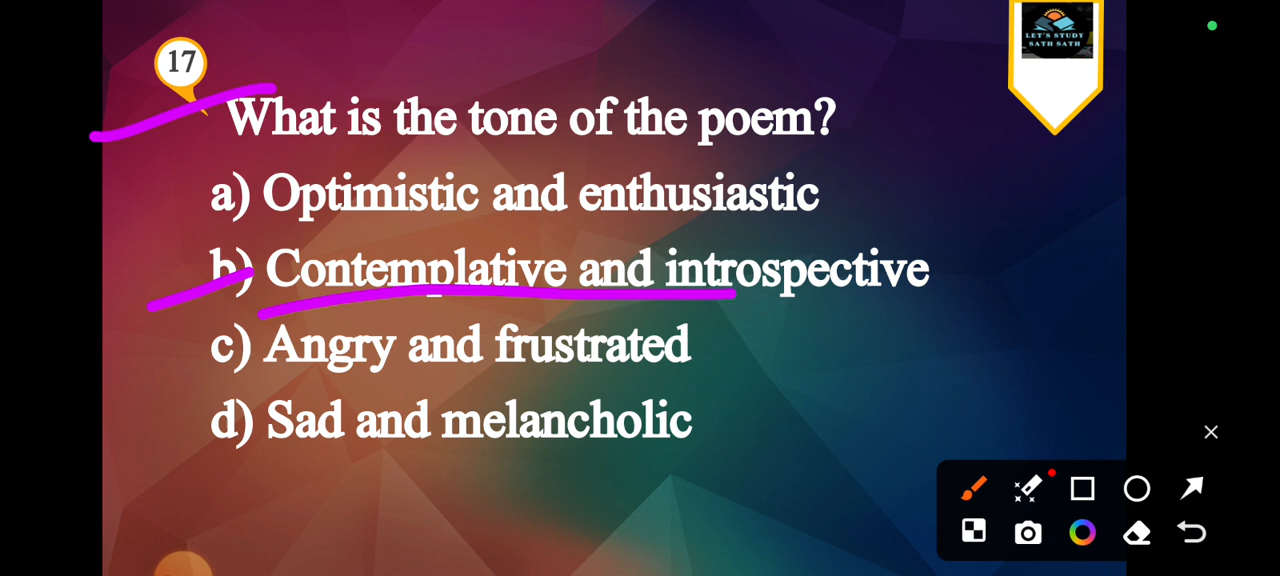 17
LET'S STUDY
SATH SATH
What is the tone of the poem?
a) Optimistic and enthusiastic
b) Contemplative and introspective
c) Angry and frustrated
d) Sad and melancholic